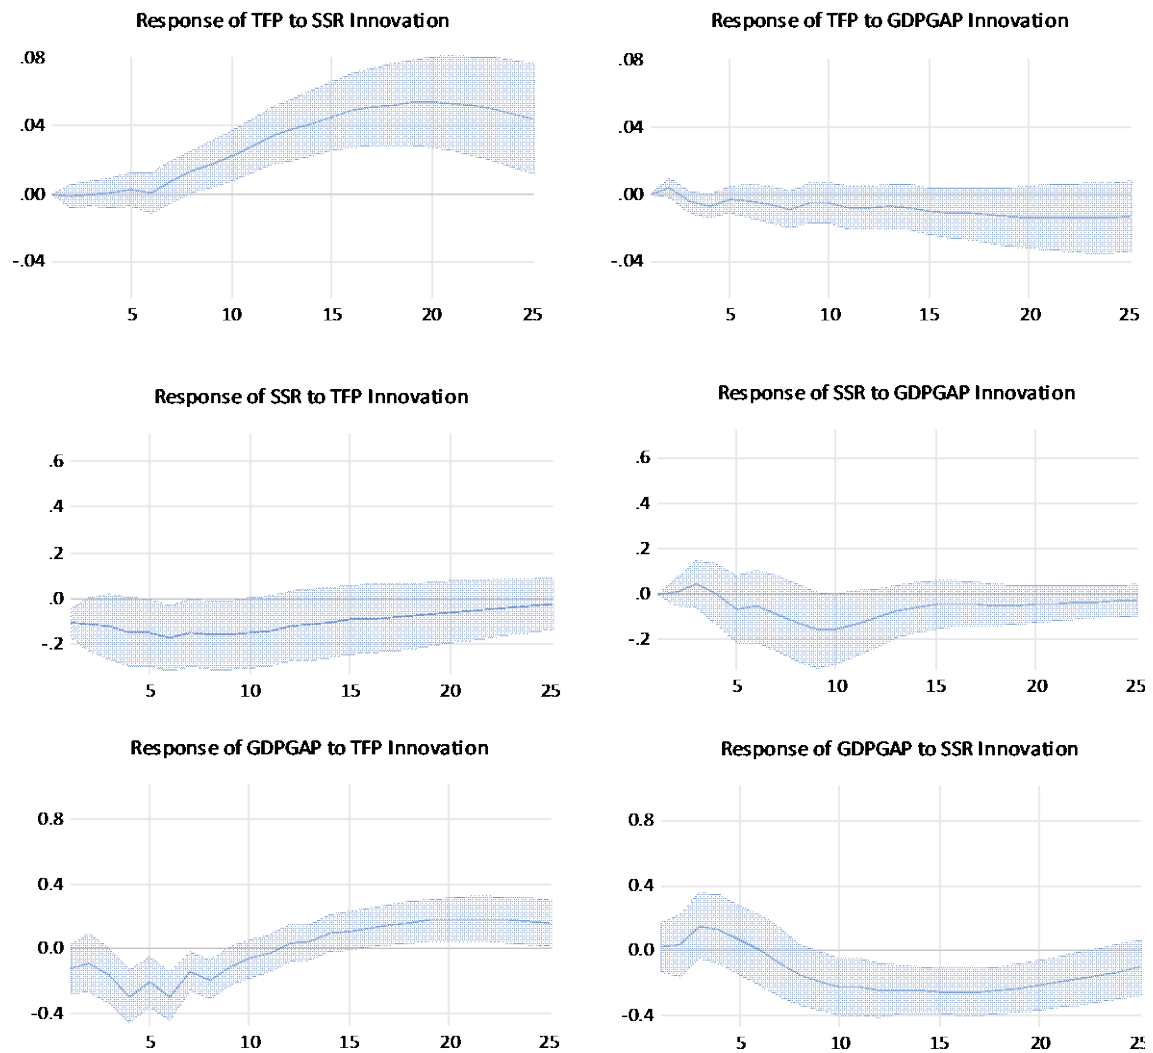 Response of TFP to SSR Innovation
.08
.04
.00
-.04
5 10 15 20 25
Response of TFP to GDPGAP Innovation
.08
.04
.00
-.04
5 10 15 20 25
Response of SSR to TFP Innovation
.6
.4
.2
.0
-.2
5 10 15 20 25
Response of SSR to GDPGAP Innovation
.6
.4
.2
.0
-.2
5 10 15 20 25
Response of GDPGAP to TFP Innovation
0.8
0.4
0.0
-0.4
5 10 15 20 25
Response of GDPGAP to SSR Innovation
0.8
0.4
0.0
-0.4
5 10 15 20 25